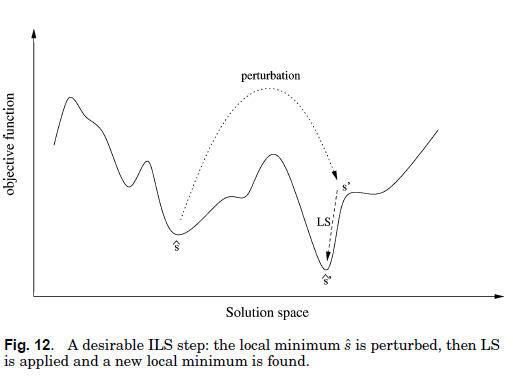 perturbation
objective function
s'
LS
ŝ
ŝ'
Solution space
Fig. 12. A desirable ILS step: the local minimum ŝ is perturbed, then LS
is applied and a new local minimum is found.